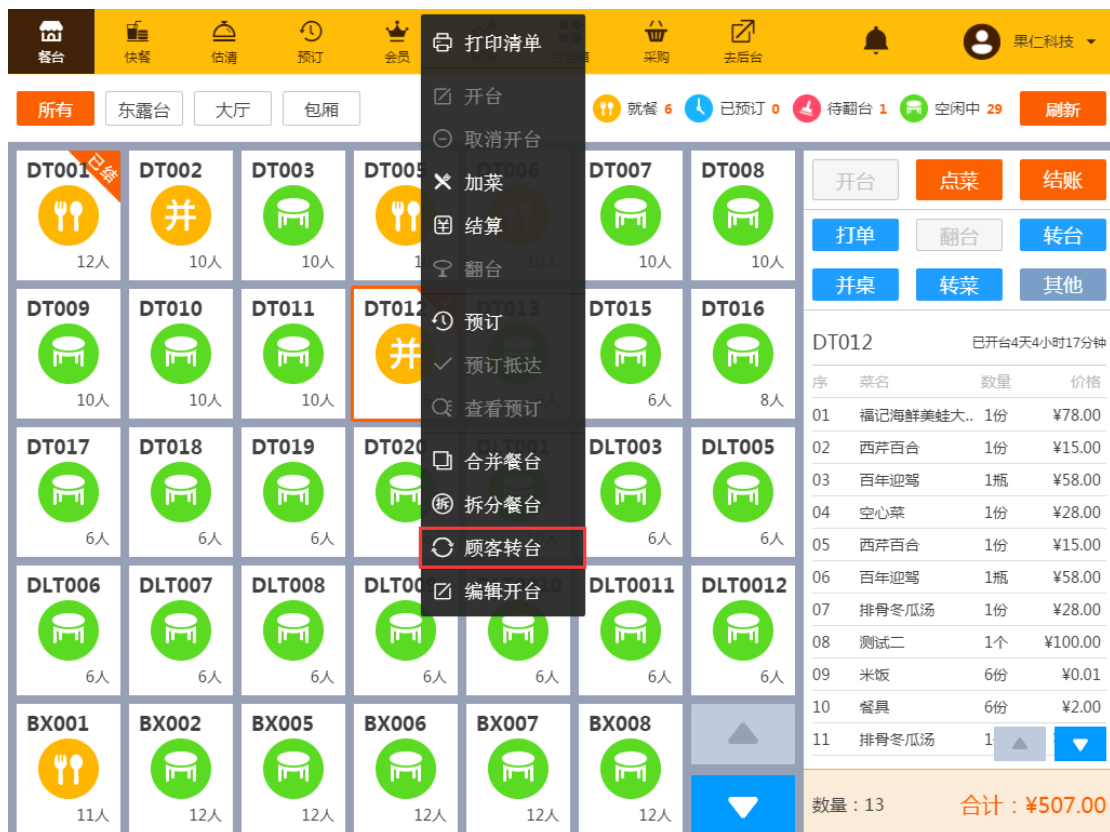 餐台 快餐 估清 预订 会员 采购 去后台 果仁科技
所有 东露台 大厅 包厢 就餐 6 已预订 0 待翻台 1 空闲中 29 刷新
打印清单
开台
取消开台
加菜
结算
翻台
预订
预订抵达
查看预订
合并餐台
拆分餐台
顾客转台
编辑开台
DT001 已结 DT002 DT003 DT005 DT006 DT007 DT008
并
12人 10人 10人 10人 10人 10人
DT009 DT010 DT011 DT012 DT013 DT015 DT016
并
10人 10人 10人 6人 8人
DT017 DT018 DT019 DT020 DLT001 DLT003 DLT005
6人 6人 6人 6人 6人
DLT006 DLT007 DLT008 DLT0011 DLT0012
6人 6人 6人 6人 6人 6人 6人
BX001 BX002 BX005 BX006 BX007 BX008
11人 12人 12人 12人 12人 12人
开台 点菜 结账
打单 翻台 转台
并桌 转菜 其他
DT012 已开台4天4小时17分钟
序 菜名 数量 价格
01 福记海鲜美蛙大.. 1份 ¥78.00
02 西芹百合 1份 ¥15.00
03 百年迎驾 1瓶 ¥58.00
04 空心菜 1份 ¥28.00
05 西芹百合 1份 ¥15.00
06 百年迎驾 1瓶 ¥58.00
07 排骨冬瓜汤 1份 ¥28.00
08 测试二 1个 ¥100.00
09 米饭 6份 ¥0.01
10 餐具 6份 ¥2.00
11 排骨冬瓜汤
数量：13 合计：¥507.00